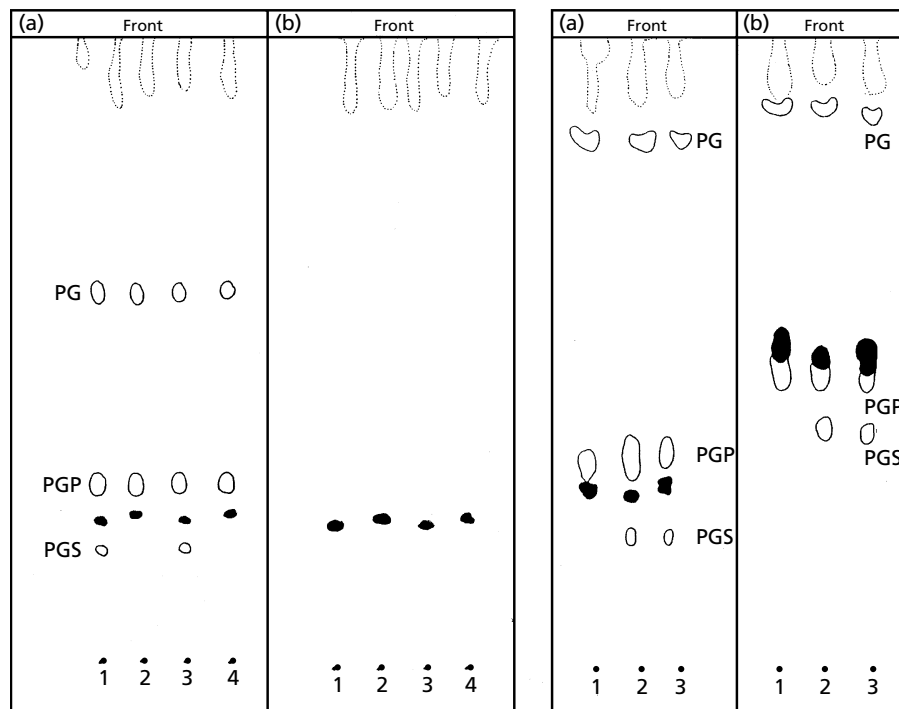 (a) Front (b) Front
PG
PGP
PGS
1 2 3 4 1 2 3 4
(a) Front (b) Front
PG PG
PGP PGP
PGS PGS
1 2 3 1 2 3